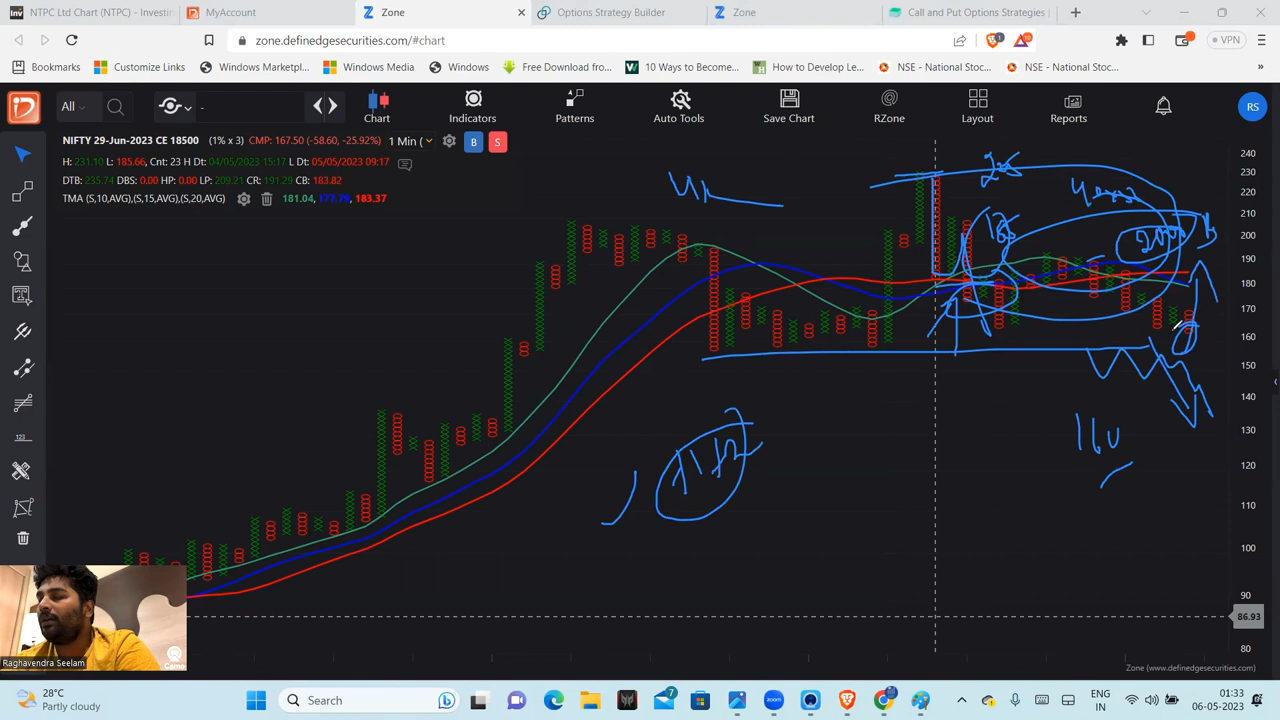 NTPC Ltd Chart (NTPC) - Investi
MyAccount
Zone
Options Strategy Builder
Zone
Call and Put Options Strategies
zone.definedgesecurities.com/#chart
VPN
Bookmarks
Customize Links
Windows Marketpl...
Windows Media
Windows
Free Download fro...
10 Ways to Become...
How to Develop Le...
NSE - National Stoc...
NSE - National Stoc...
All
-
Chart
Indicators
Patterns
Auto Tools
Save Chart
RZone
Layout
Reports
RS
NIFTY 29-Jun-2023 CE 18500 (1% x 3) CMP: 167.50 (-58.60, -25.92%) 1 Min (
B
S
H: 231.10 L: 185.66 Cnt: 23 H Dt: 04/05/2023 15:17 L Dt: 05/05/2023 09:17
DTB: 235.74 DBS: 0.00 HP: 0.00 LP: 209.21 CR: 191.29 CB: 183.82
TMA (S,10,AVG),(S,15,AVG),(S,20,AVG)
181.04 177.79 183.37
240
230
220
210
200
190
180
170
160
150
140
130
120
110
100
90
86.93
80
123
Raghavendra Seelam
Zone (www.definedgesecurities.com)
28°C
Partly cloudy
Search
7
ENG
IN
01:33
06-05-2023